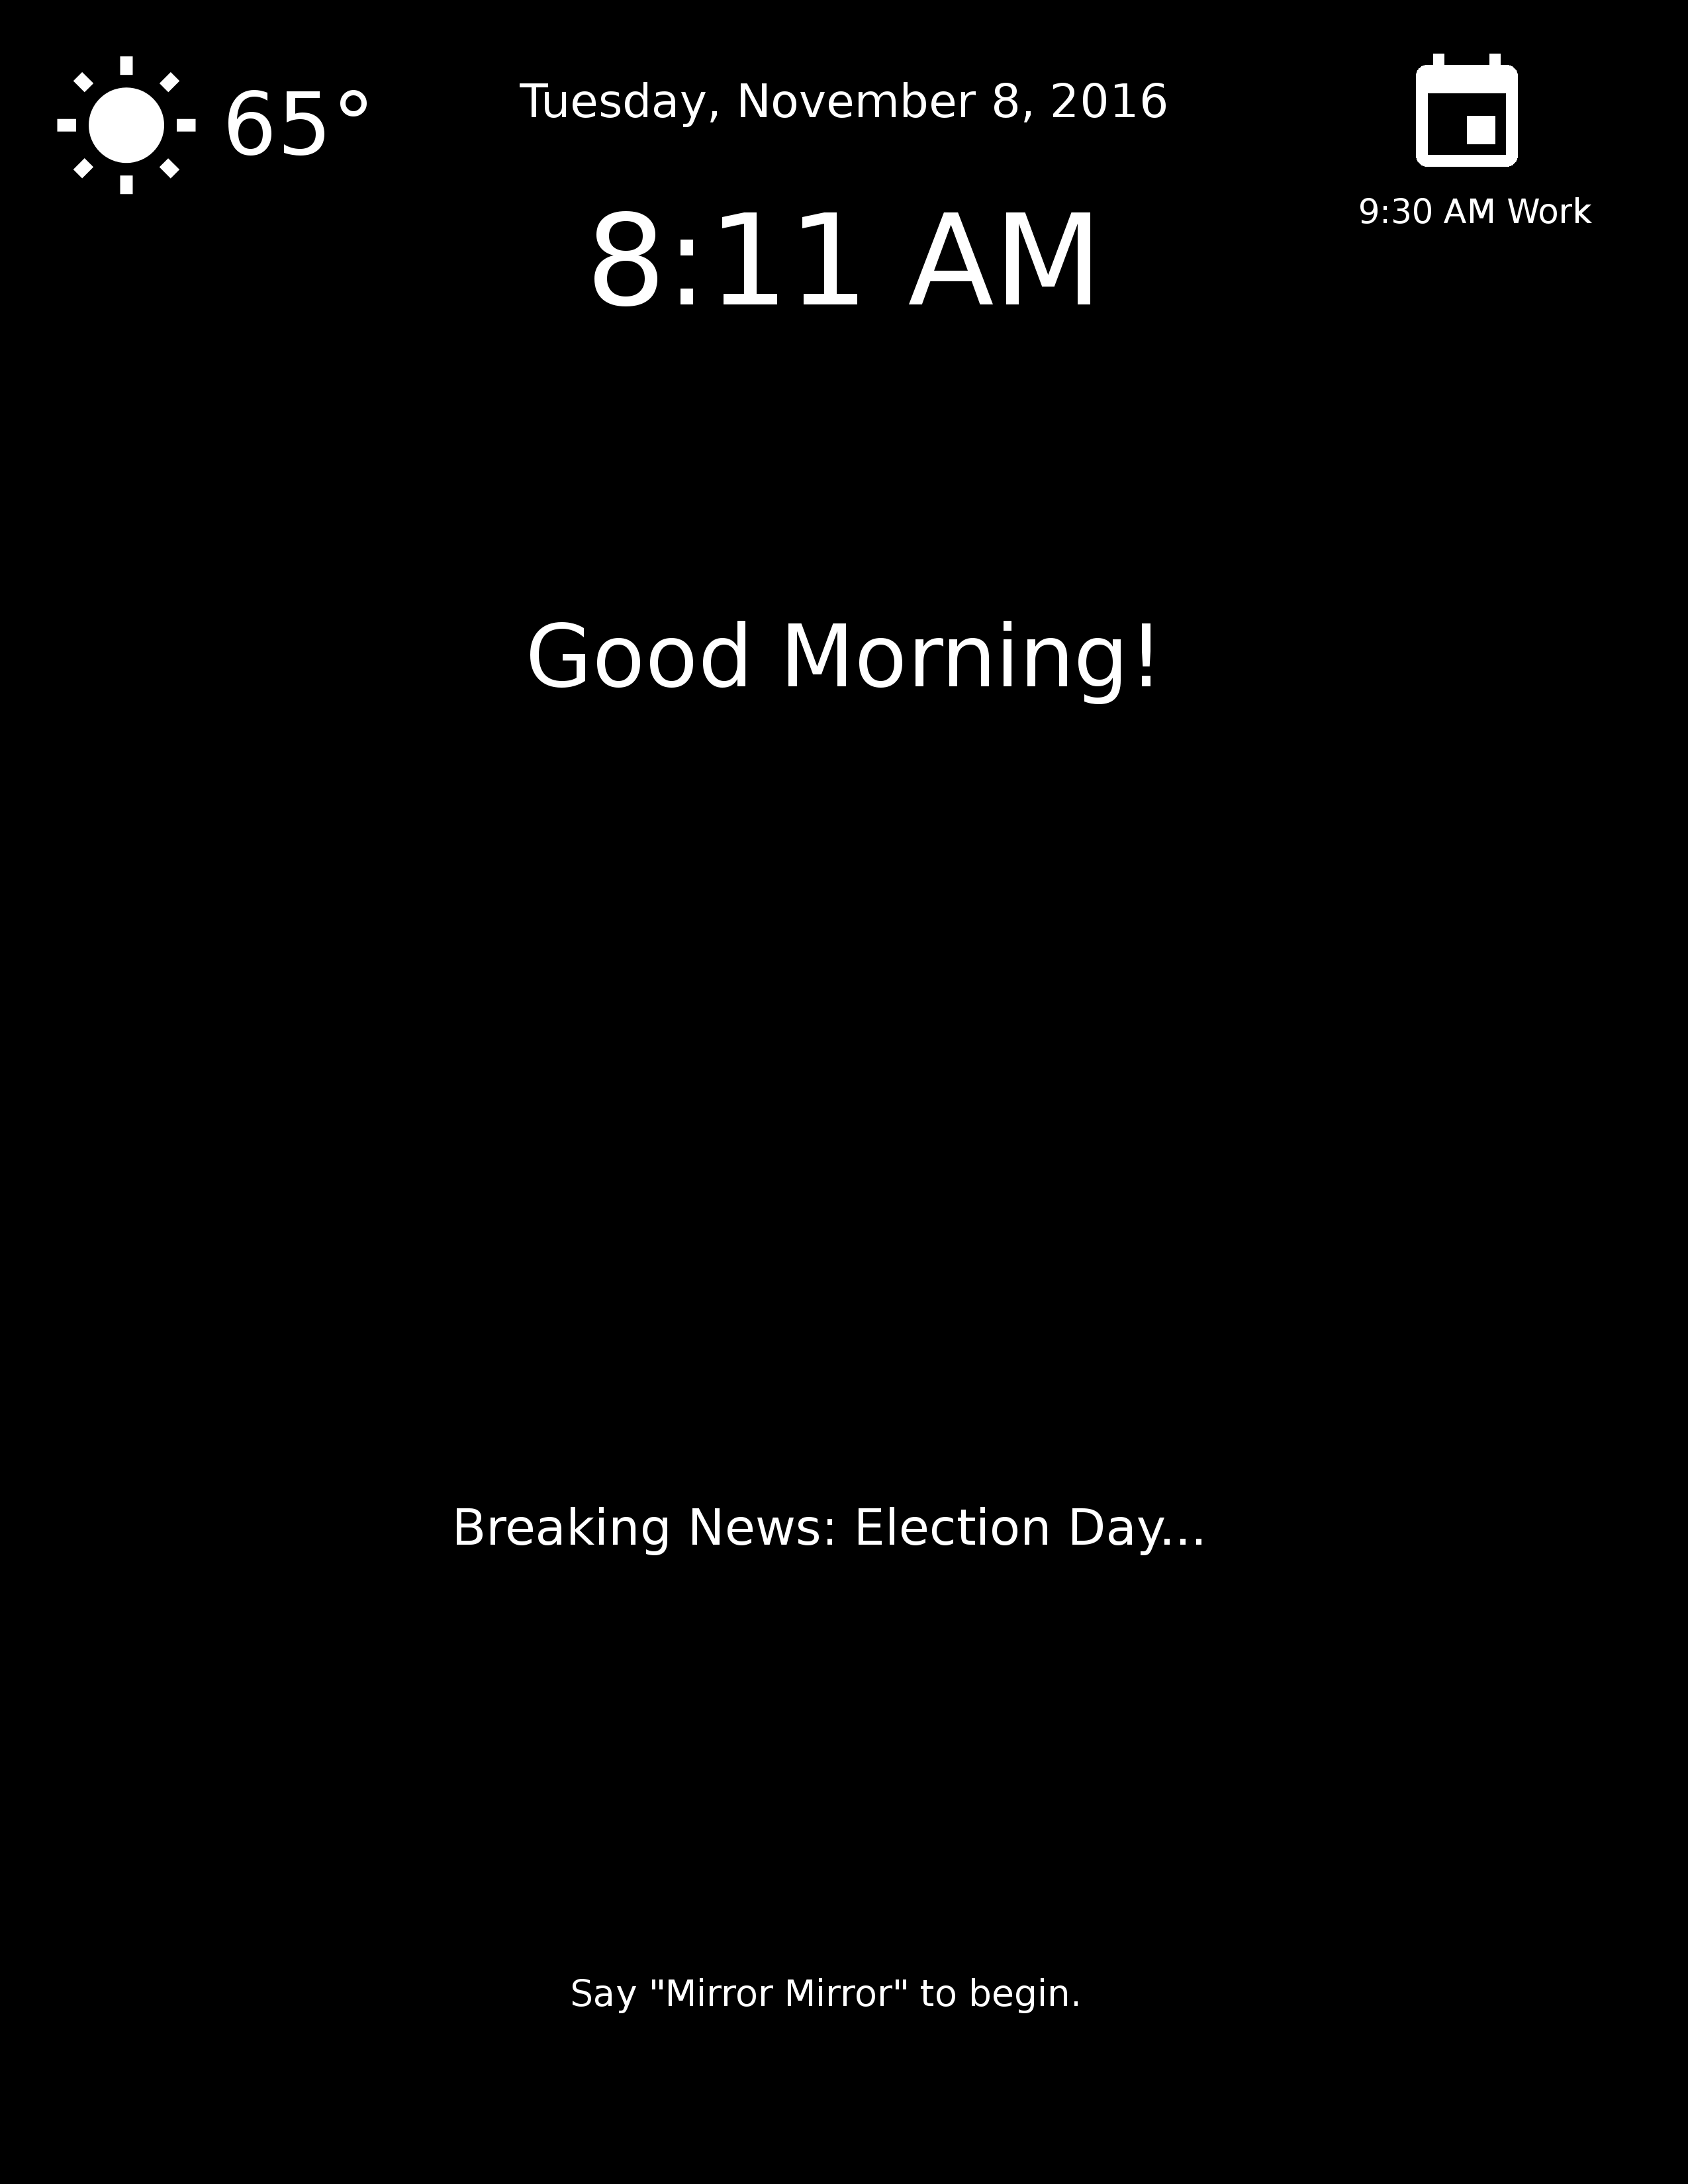 65°
Tuesday, November 8, 2016
8:11 AM
9:30 AM Work
Good Morning!
Breaking News: Election Day...
Say "Mirror Mirror" to begin.